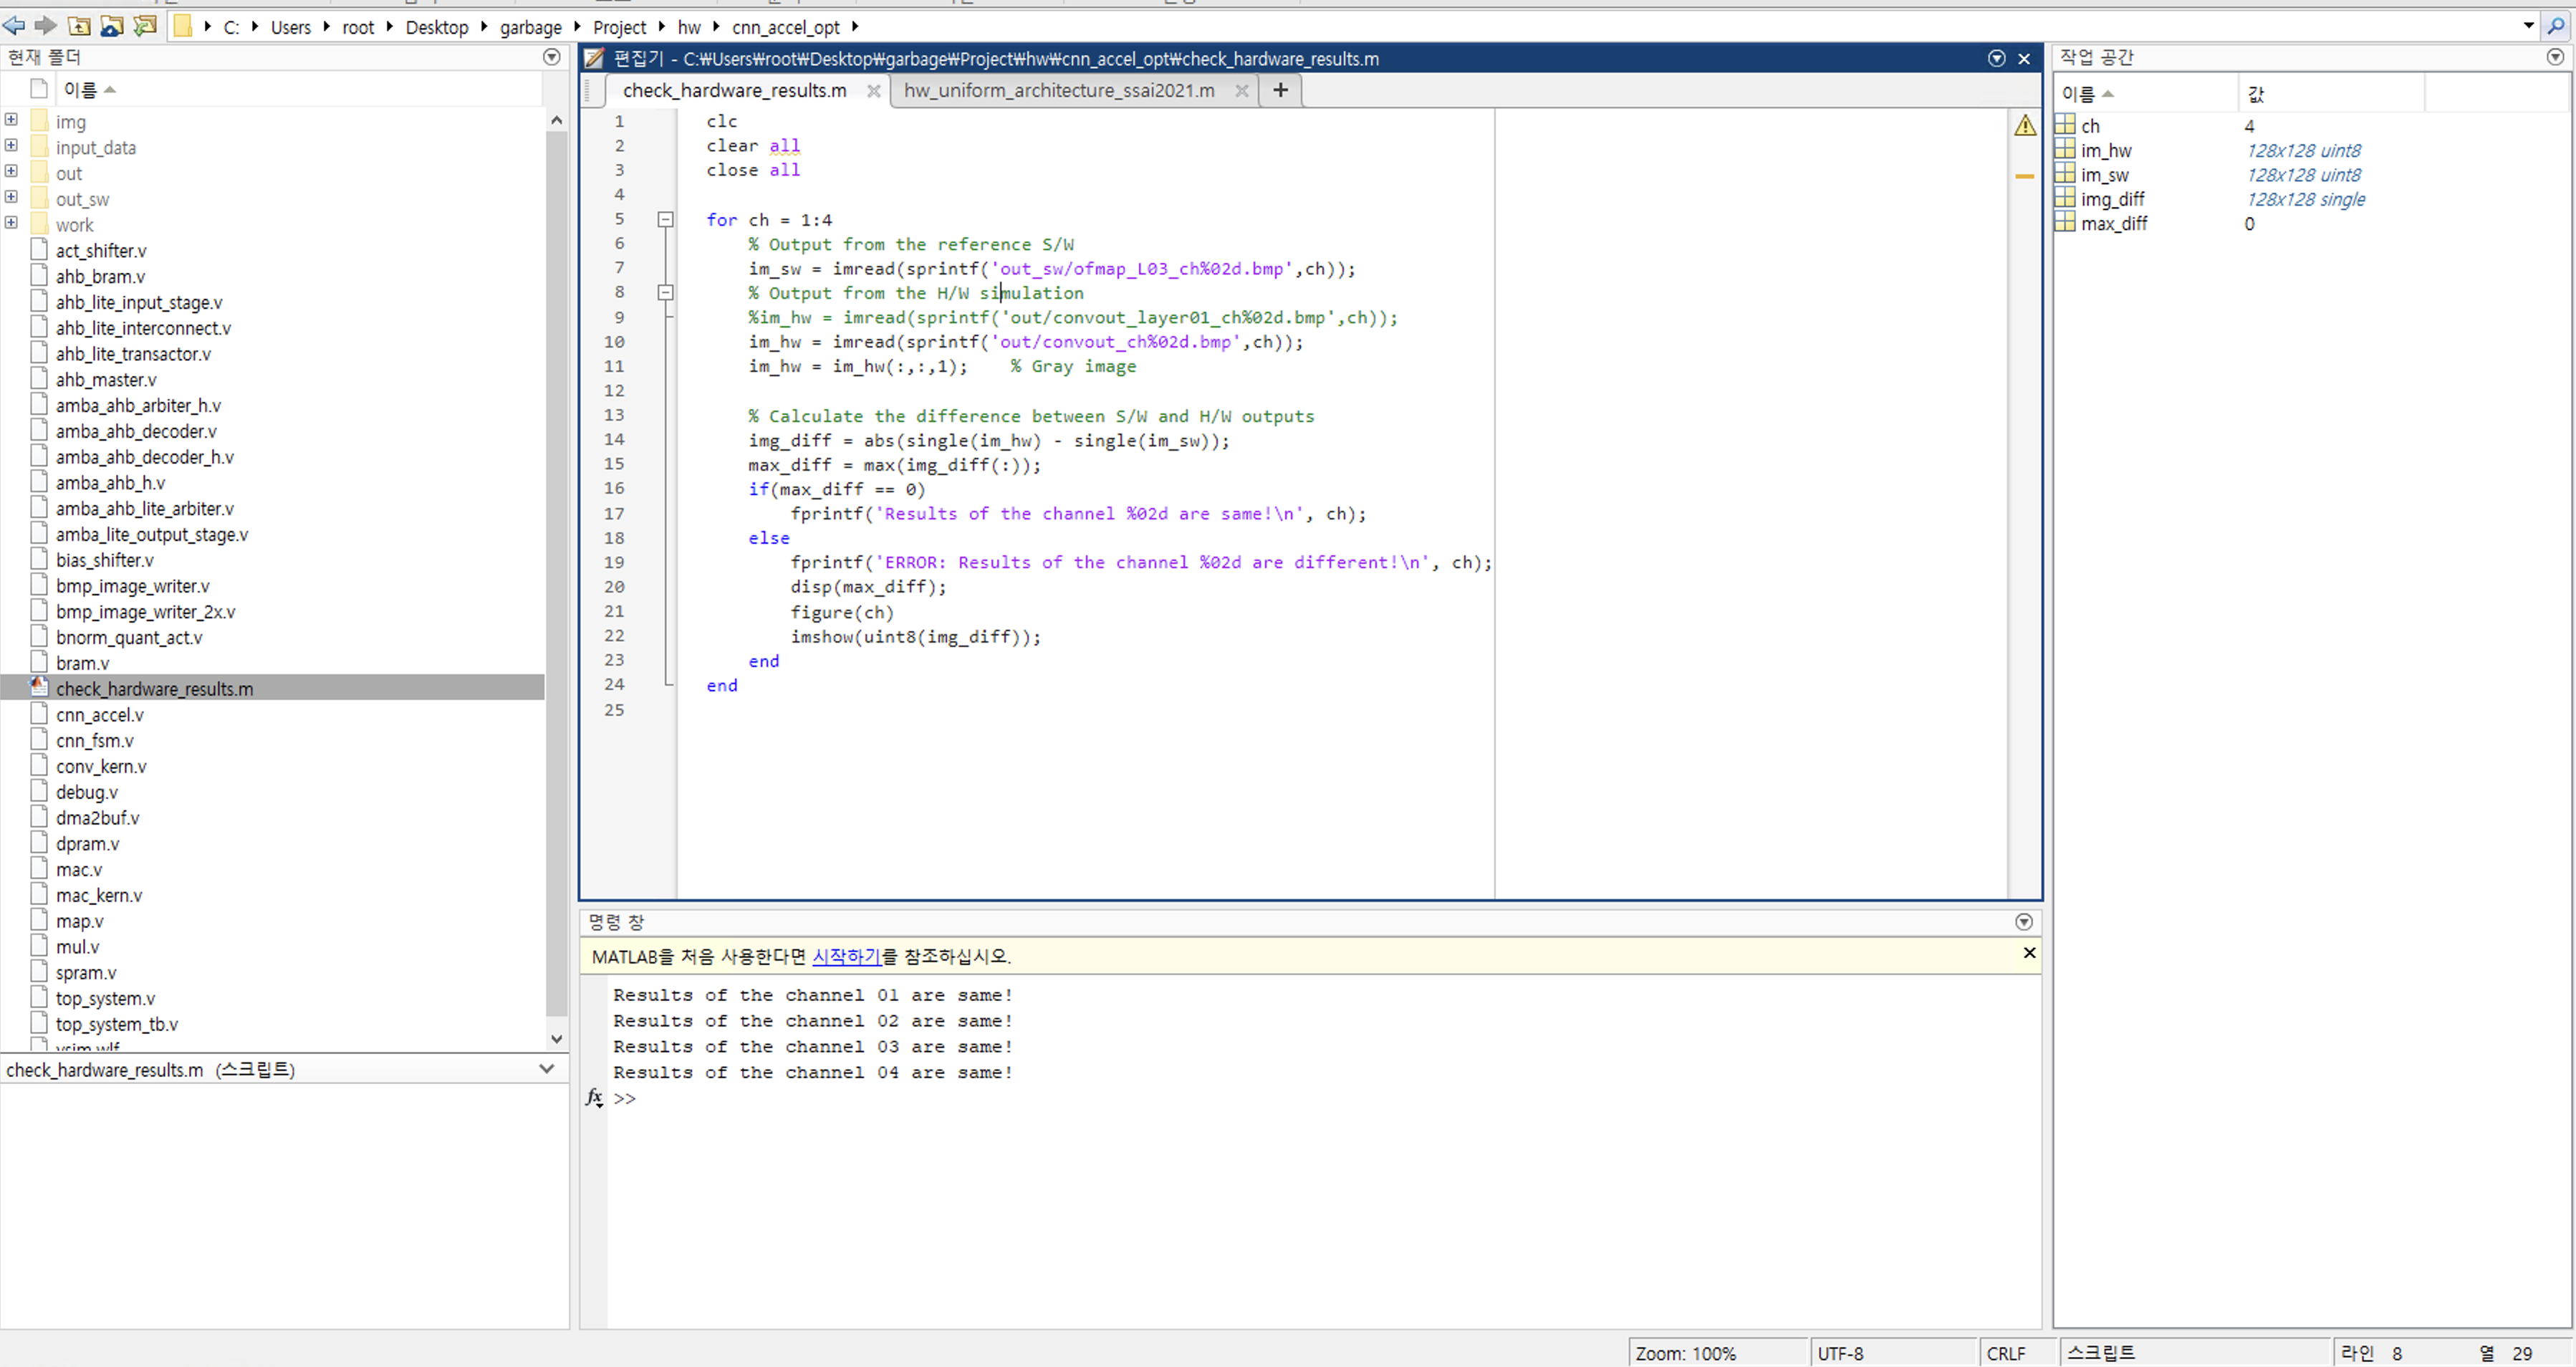 C: Users root Desktop garbage Project hw cnn_accel_opt
현재 폴더
이름
img
input_data
out
out_sw
work
act_shifter.v
ahb_bram.v
ahb_lite_input_stage.v
ahb_lite_interconnect.v
ahb_lite_transactor.v
ahb_master.v
amba_ahb_arbiter_h.v
amba_ahb_decoder.v
amba_ahb_decoder_h.v
amba_ahb_h.v
amba_ahb_lite_arbiter.v
amba_lite_output_stage.v
bias_shifter.v
bmp_image_writer.v
bmp_image_writer_2x.v
bnorm_quant_act.v
bram.v
check_hardware_results.m
cnn_accel.v
cnn_fsm.v
conv_kern.v
debug.v
dma2buf.v
dpram.v
mac.v
mac_kern.v
map.v
mul.v
spram.v
top_system.v
top_system_tb.v
vsim.wlf
check_hardware_results.m (스크립트)
편집기 - C:₩Users₩root₩Desktop₩garbage₩Project₩hw₩cnn_accel_opt₩check_hardware_results.m
check_hardware_results.m hw_uniform_architecture_ssai2021.m +
1 clc
2 clear all
3 close all
4
5 for ch = 1:4
6 % Output from the reference S/W
7 im_sw = imread(sprintf('out_sw/ofmap_L03_ch%02d.bmp',ch));
8 % Output from the H/W simulation
9 %im_hw = imread(sprintf('out/convout_layer01_ch%02d.bmp',ch));
10 im_hw = imread(sprintf('out/convout_ch%02d.bmp',ch));
11 im_hw = im_hw(:,:,1); % Gray image
12
13 % Calculate the difference between S/W and H/W outputs
14 img_diff = abs(single(im_hw) - single(im_sw));
15 max_diff = max(img_diff(:));
16 if(max_diff == 0)
17 fprintf('Results of the channel %02d are same!\n', ch);
18 else
19 fprintf('ERROR: Results of the channel %02d are different!\n', ch);
20 disp(max_diff);
21 figure(ch)
22 imshow(uint8(img_diff));
23 end
24 end
25
명령 창
MATLAB을 처음 사용한다면 시작하기를 참조하십시오.
Results of the channel 01 are same!
Results of the channel 02 are same!
Results of the channel 03 are same!
Results of the channel 04 are same!
fx >>
작업 공간
이름 값
ch 4
im_hw 128x128 uint8
im_sw 128x128 uint8
img_diff 128x128 single
max_diff 0
Zoom: 100% UTF-8 CRLF 스크립트 라인 8 열 29